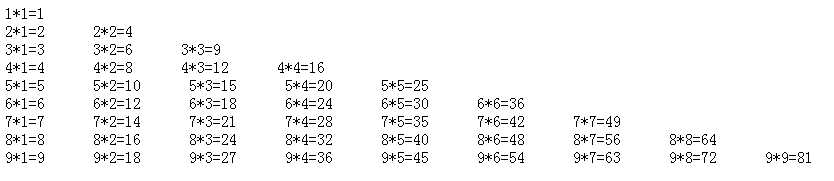 1*1=1
2*1=2 2*2=4
3*1=3 3*2=6 3*3=9
4*1=4 4*2=8 4*3=12 4*4=16
5*1=5 5*2=10 5*3=15 5*4=20 5*5=25
6*1=6 6*2=12 6*3=18 6*4=24 6*5=30 6*6=36
7*1=7 7*2=14 7*3=21 7*4=28 7*5=35 7*6=42 7*7=49
8*1=8 8*2=16 8*3=24 8*4=32 8*5=40 8*6=48 8*7=56 8*8=64
9*1=9 9*2=18 9*3=27 9*4=36 9*5=45 9*6=54 9*7=63 9*8=72 9*9=81